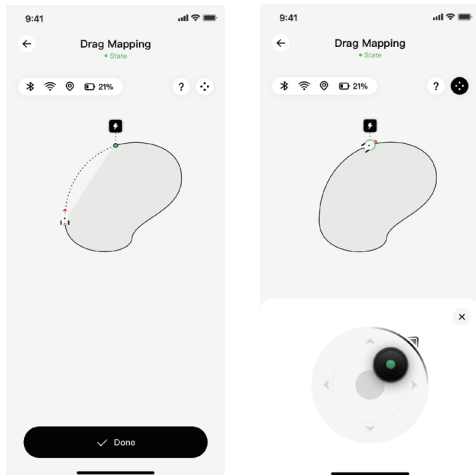 9:41
Drag Mapping
State
21%
?
Done
9:41
Drag Mapping
State
21%
?